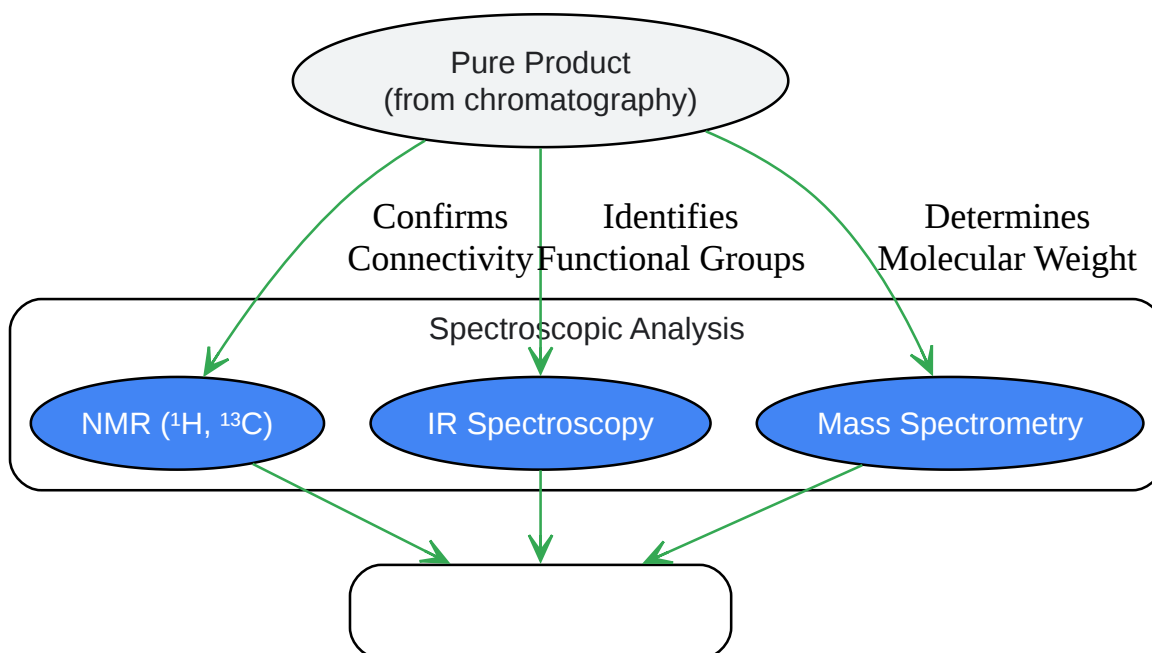 Pure Product
(from chromatography)
Confirms
Connectivity
Identifies
Functional Groups
Determines
Molecular Weight
Spectroscopic Analysis
NMR (¹H, ¹³C)
IR Spectroscopy
Mass Spectrometry